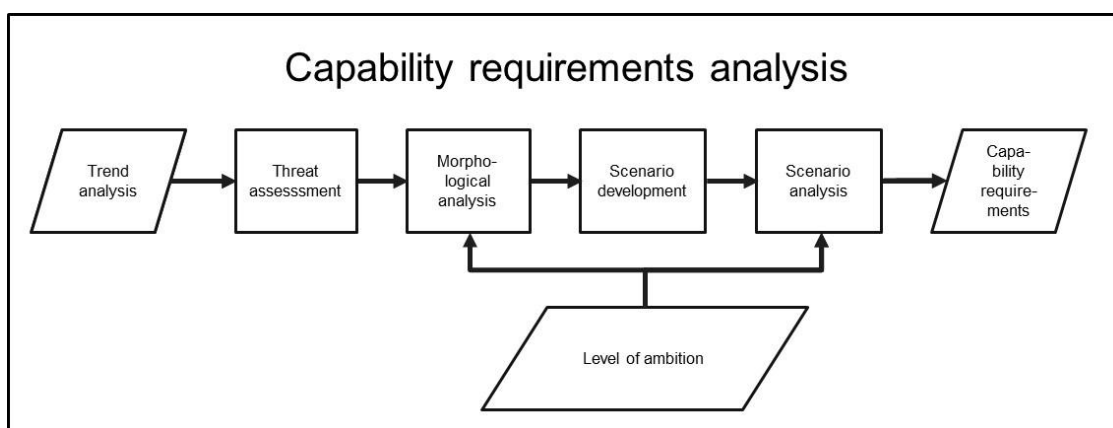 Capability requirements analysis
Trend
analysis
Threat
assesssment
Morpho-
logical
analysis
Scenario
development
Scenario
analysis
Capa-
bility
require-
ments
Level of ambition